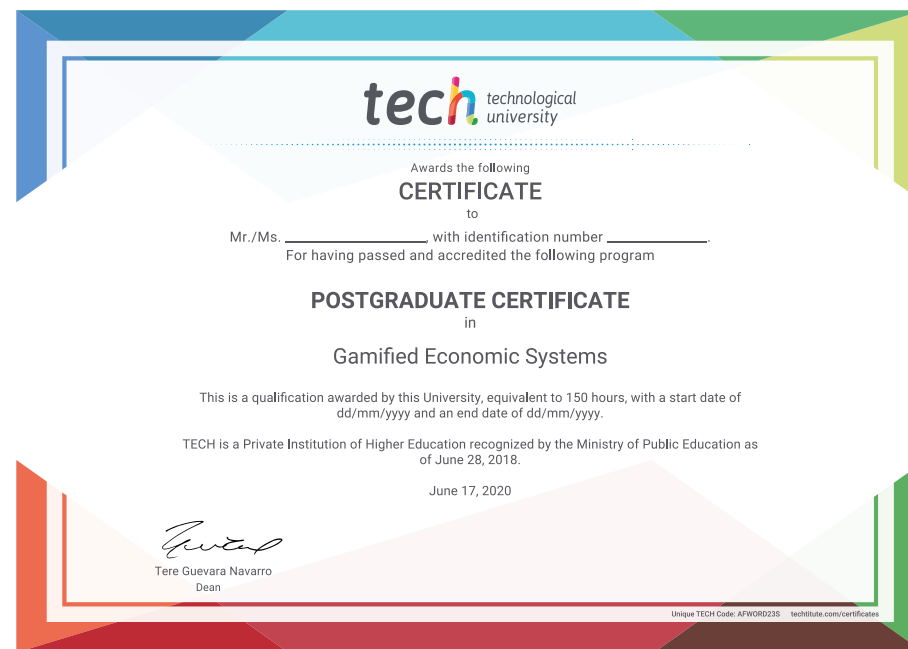 tech technological
university
Awards the following
CERTIFICATE
to
Mr./Ms. ____________________, with identification number ______________.
For having passed and accredited the following program
POSTGRADUATE CERTIFICATE
in
Gamified Economic Systems
This is a qualification awarded by this University, equivalent to 150 hours, with a start date of
dd/mm/yyyy and an end date of dd/mm/yyyy.
TECH is a Private Institution of Higher Education recognized by the Ministry of Public Education as
of June 28, 2018.
June 17, 2020
Tere Guevara Navarro
Dean
Unique TECH Code: AFWORD23S techtitute.com/certificates